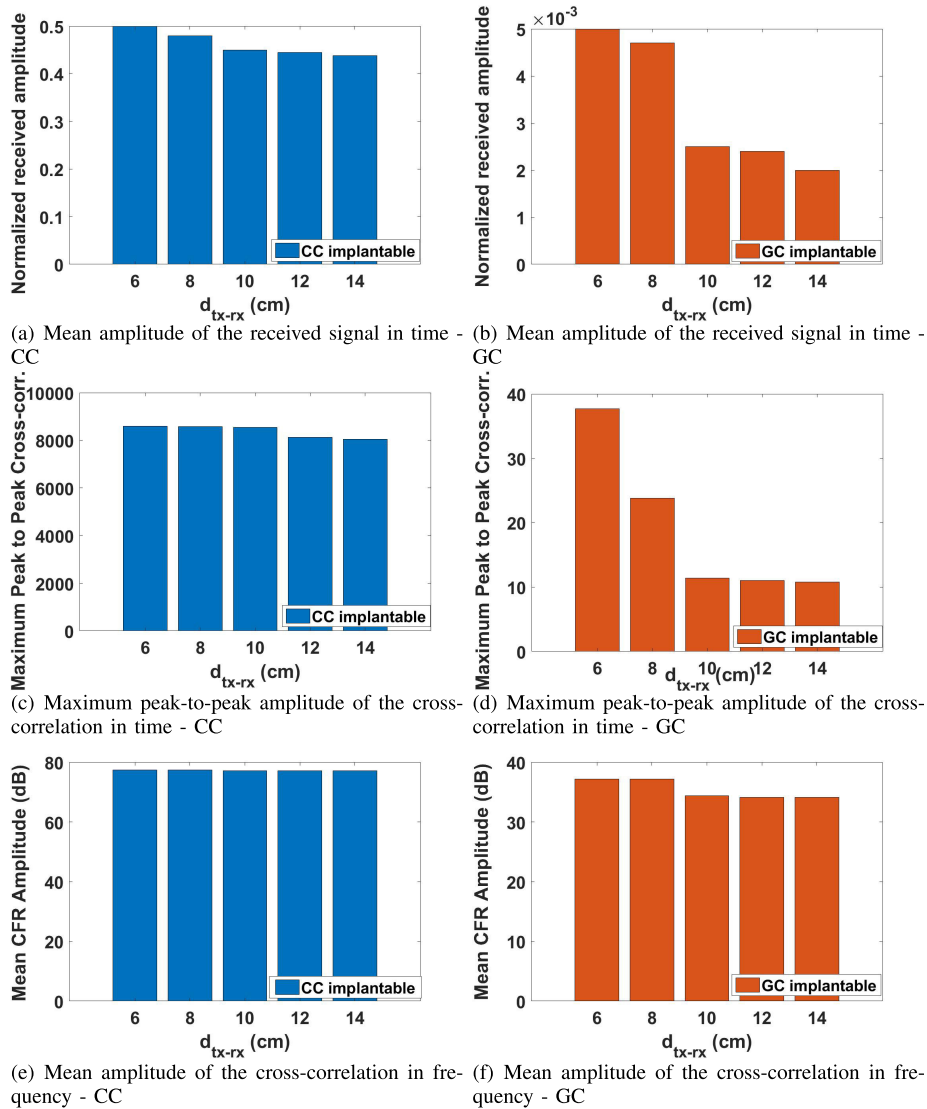 Normalized received amplitude
0.5
0.4
0.3
0.2
0.1
0
6 8 10 12 14
CC implantable
d_tx-rx (cm)
(a) Mean amplitude of the received signal in time -
CC
Normalized received amplitude
×10^-3
5
4
3
2
1
0
6 8 10 12 14
GC implantable
d_tx-rx (cm)
(b) Mean amplitude of the received signal in time -
GC
Maximum Peak to Peak Cross-corr.
10000
8000
6000
4000
2000
0
6 8 10 12 14
CC implantable
d_tx-rx (cm)
(c) Maximum peak-to-peak amplitude of the cross-
correlation in time - CC
Maximum Peak to Peak Cross-corr.
40
30
20
10
0
6 8 10 12 14
GC implantable
d_tx-rx (cm)
(d) Maximum peak-to-peak amplitude of the cross-
correlation in time - GC
Mean CFR Amplitude (dB)
80
60
40
20
0
6 8 10 12 14
CC implantable
d_tx-rx (cm)
(e) Mean amplitude of the cross-correlation in fre-
quency - CC
Mean CFR Amplitude (dB)
40
30
20
10
0
6 8 10 12 14
GC implantable
d_tx-rx (cm)
(f) Mean amplitude of the cross-correlation in fre-
quency - GC